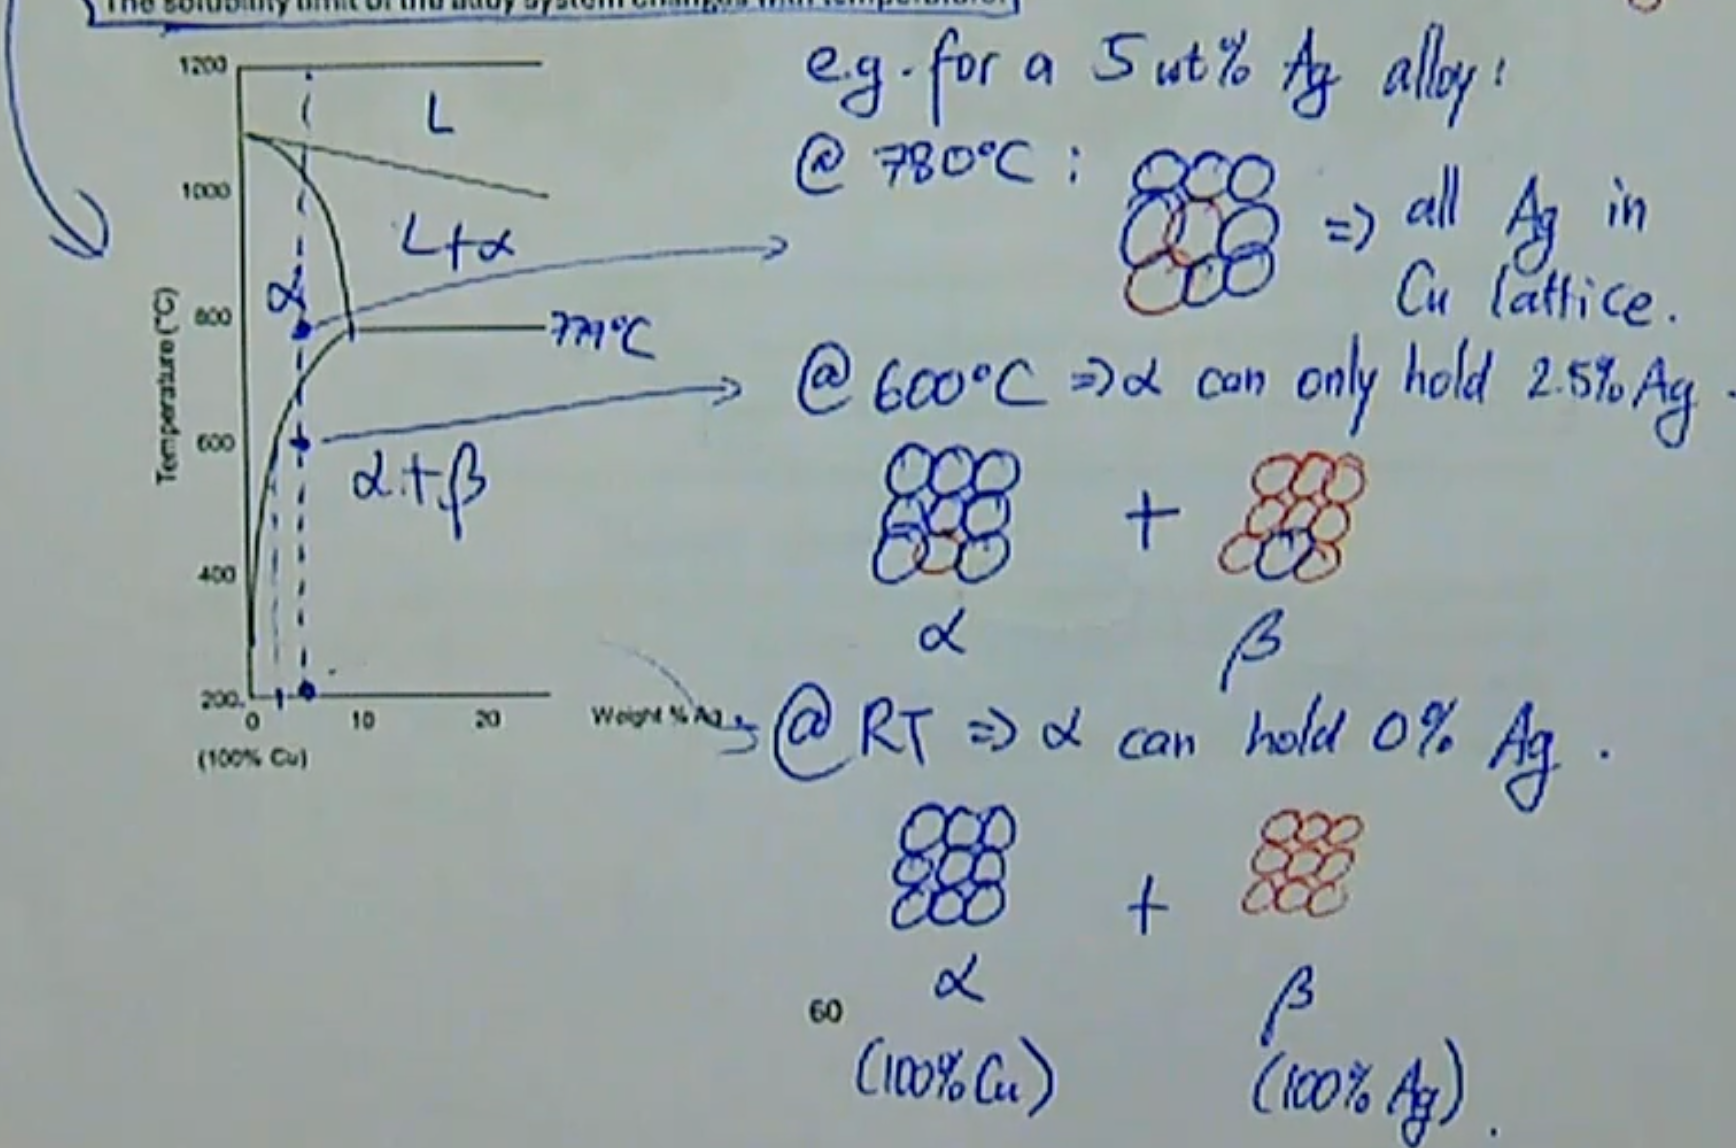 The solubility limit of the alloy system changes with temperature.
e.g. for a 5 wt% Ag alloy:
@ 780°C : => all Ag in
Cu lattice.
@ 600°C => α can only hold 2.5% Ag.
α + β
@ RT => α can hold 0% Ag.
+
α β
(100% Cu) (100% Ag).
1200
1000
800
600
400
200
Temperature (°C)
L
L+α
α
779°C
α+β
0 10 20 Weight % Ag
(100% Cu)
60